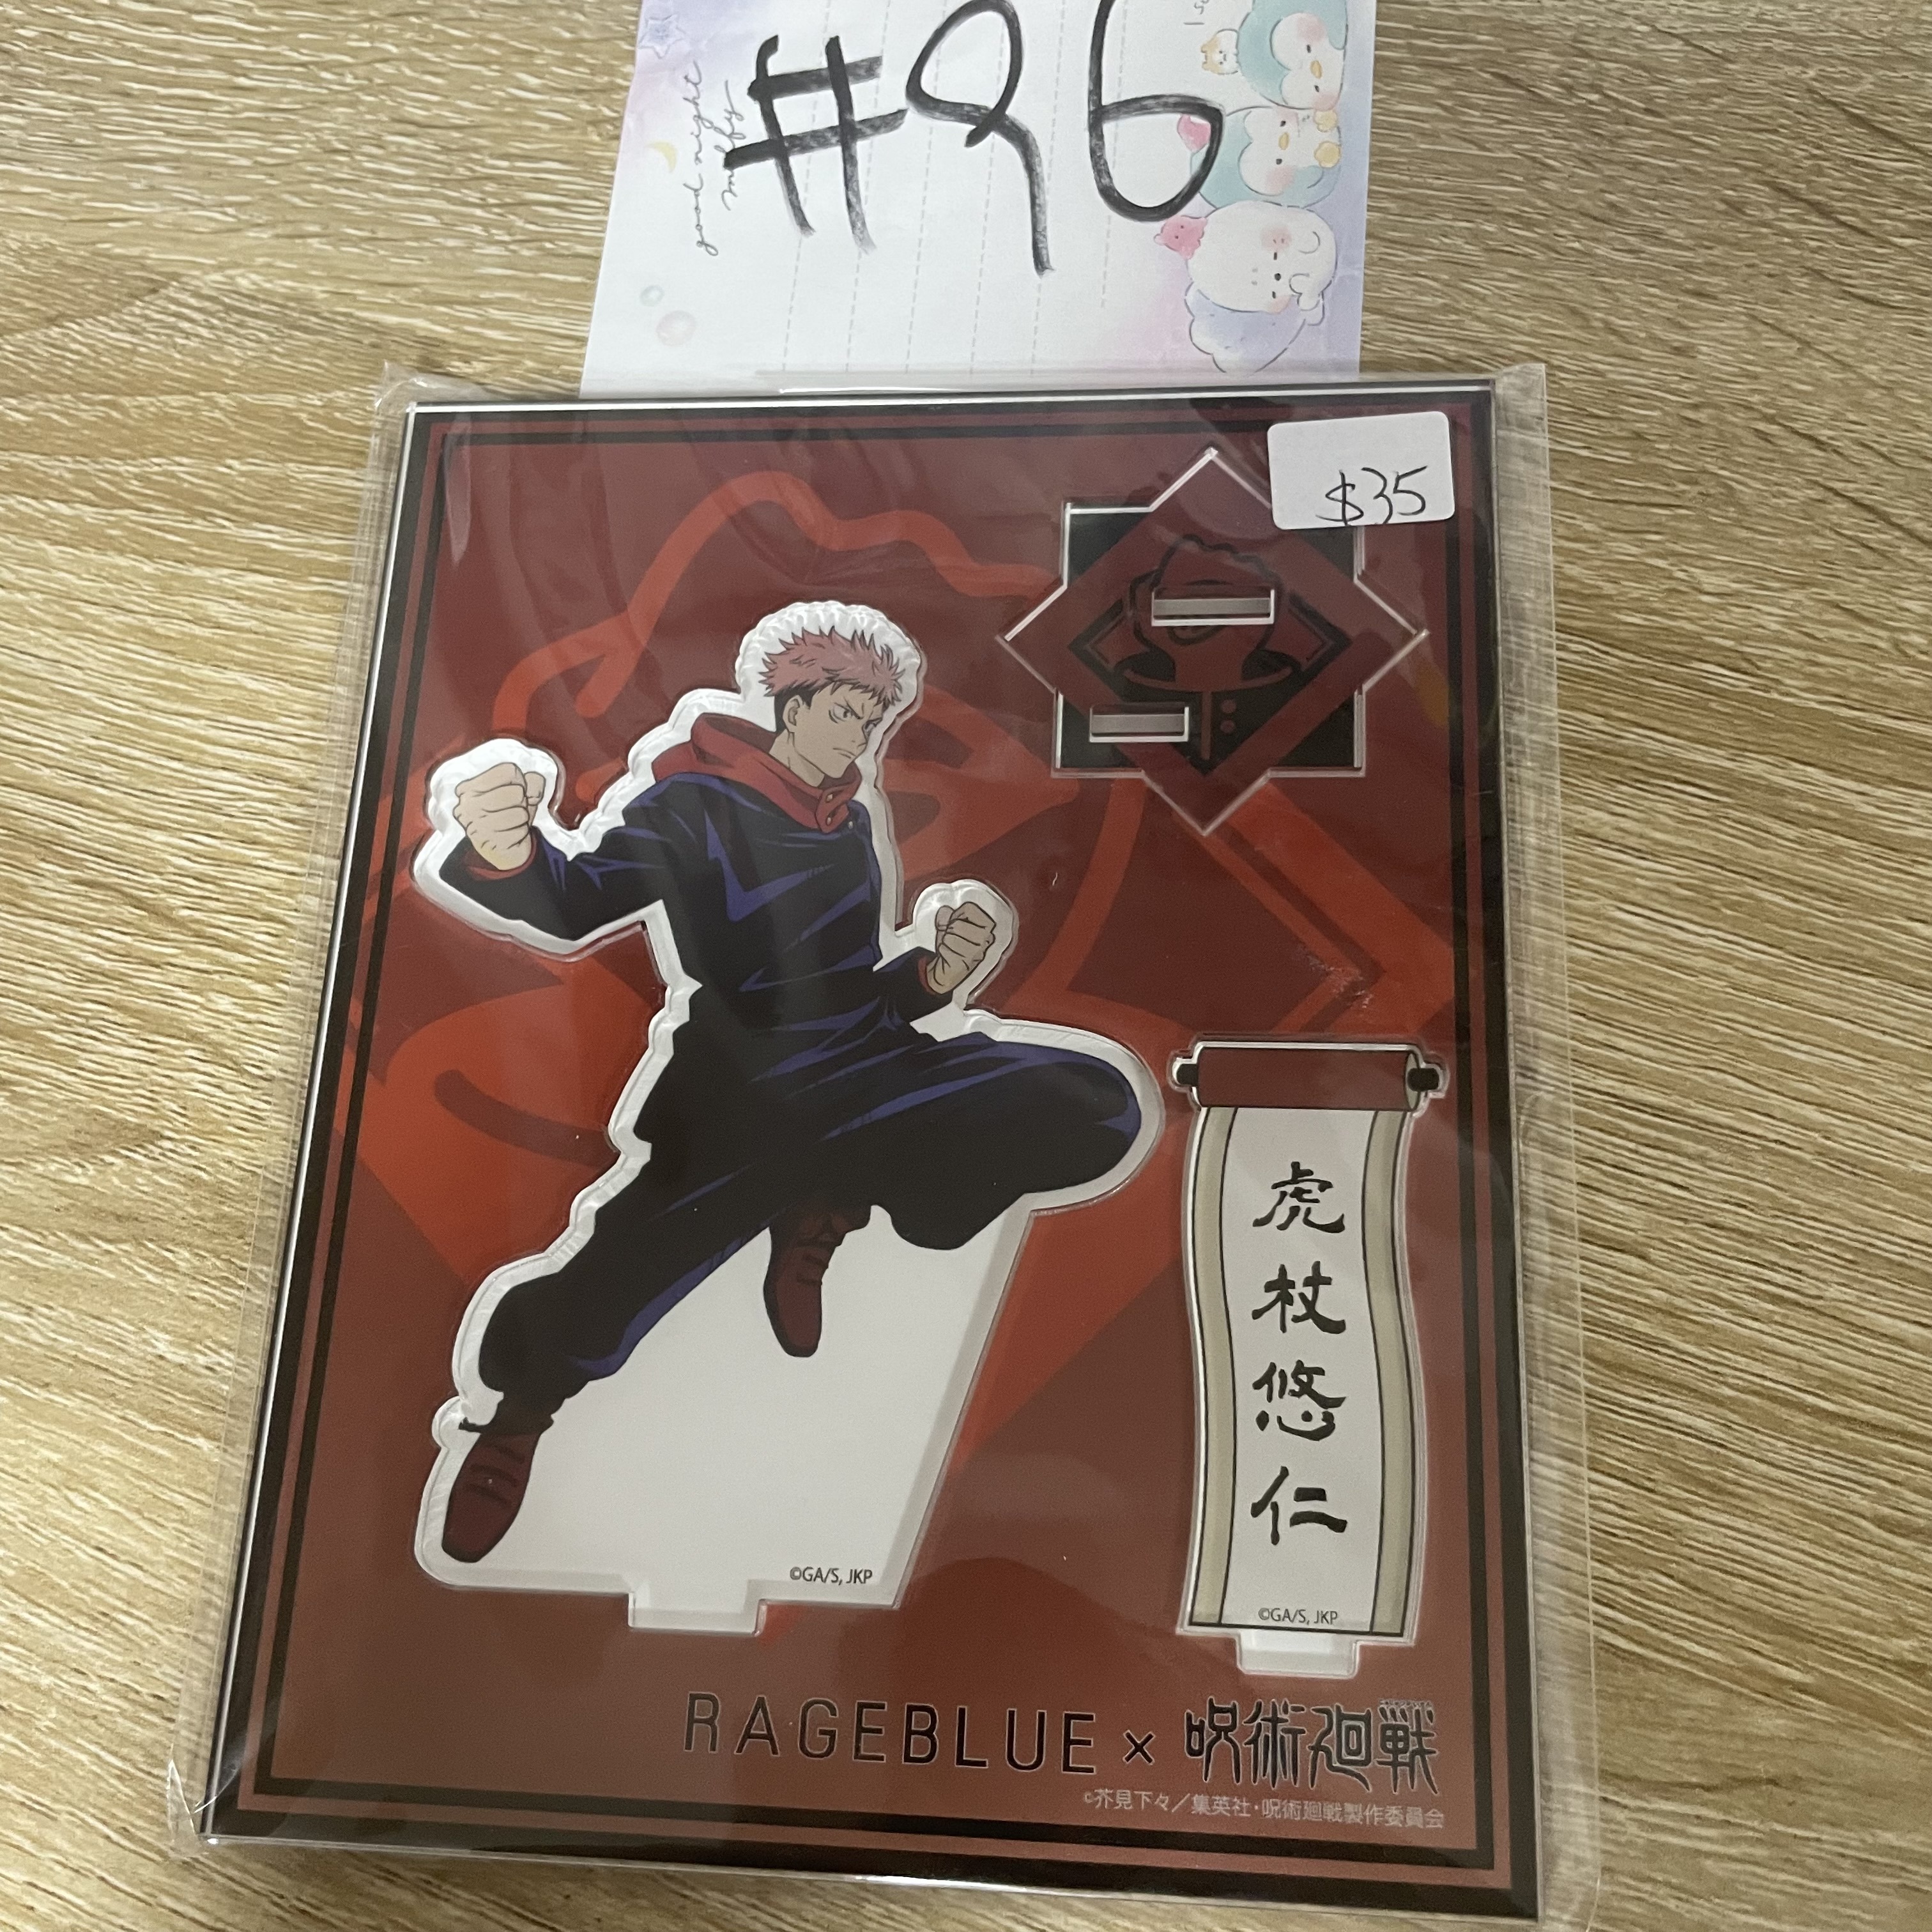 #96
good night
moffy
$35
虎杖悠仁
©GA/S, JKP
©GA/S, JKP
RAGEBLUE × 呪術廻戦
©芥見下々／集英社・呪術廻戦製作委員会